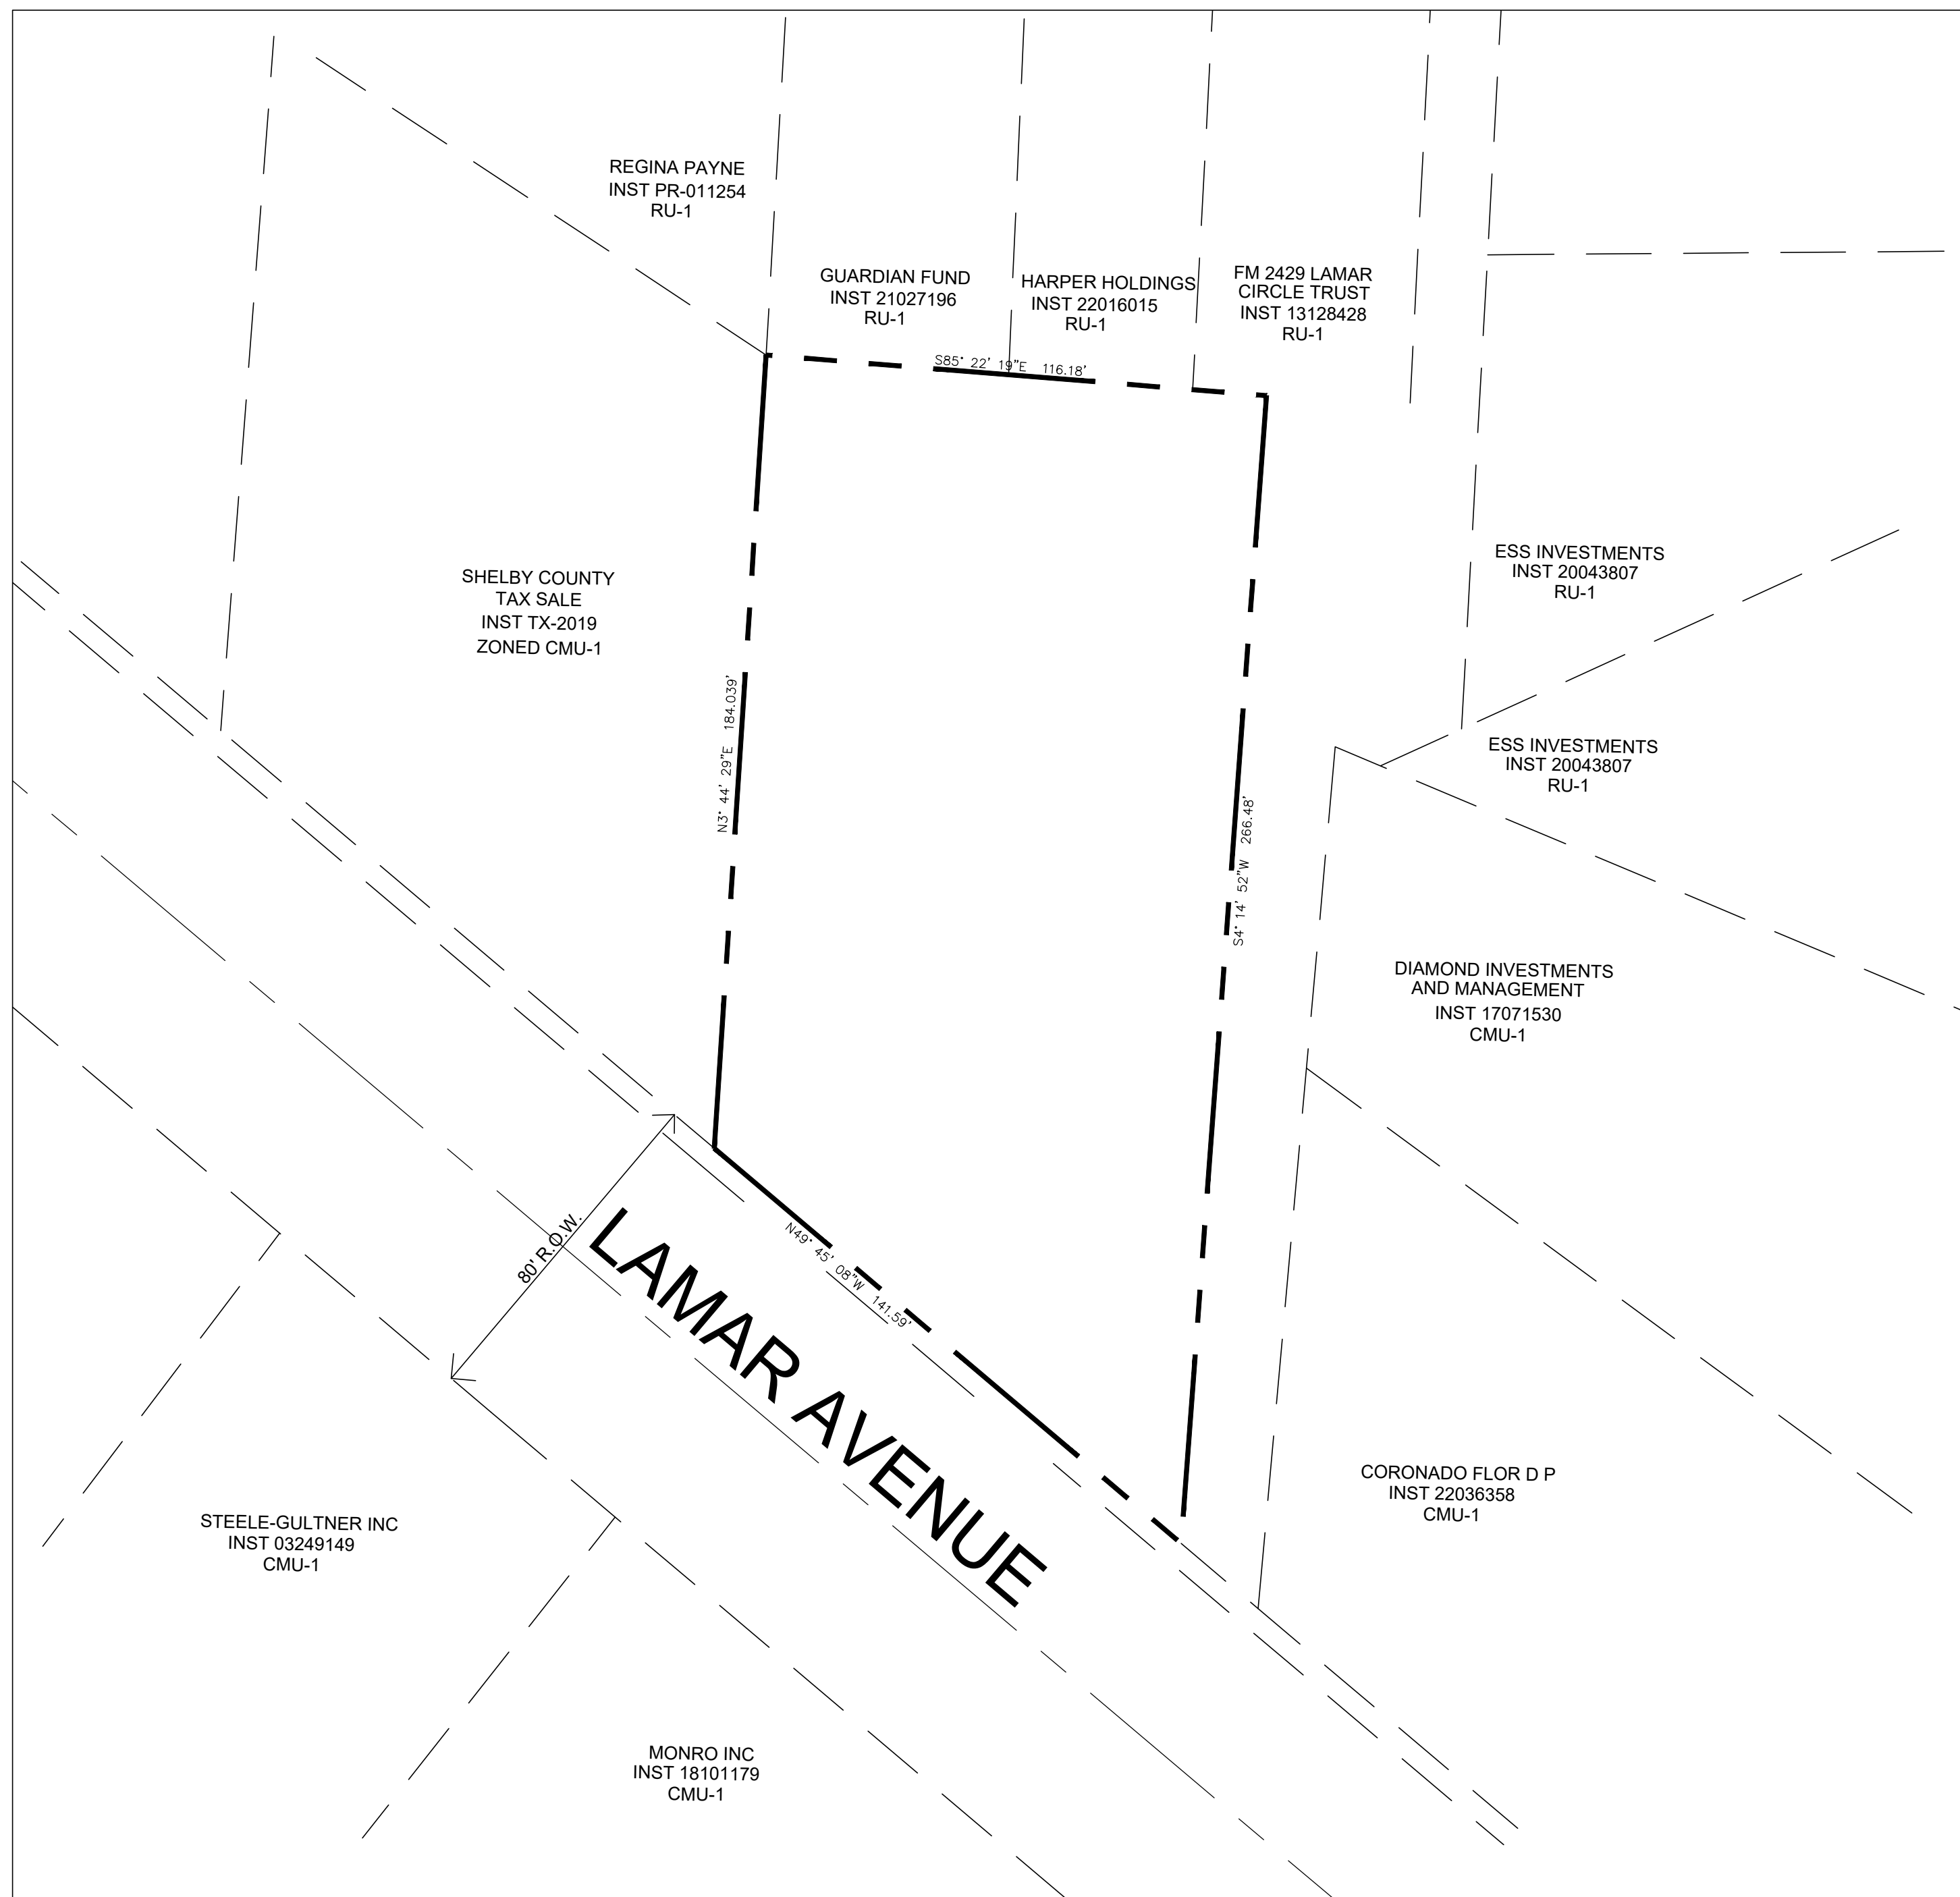 REGINA PAYNE
INST PR-011254
RU-1
GUARDIAN FUND
INST 21027196
RU-1
HARPER HOLDINGS
INST 22016015
RU-1
FM 2429 LAMAR
CIRCLE TRUST
INST 13128428
RU-1
S85° 22' 19"E 116.18'
SHELBY COUNTY
TAX SALE
INST TX-2019
ZONED CMU-1
N3° 44' 29"E 184.039'
S4° 14' 52"W 266.48'
ESS INVESTMENTS
INST 20043807
RU-1
ESS INVESTMENTS
INST 20043807
RU-1
DIAMOND INVESTMENTS
AND MANAGEMENT
INST 17071530
CMU-1
80' R.O.W.
LAMAR AVENUE
N49° 45' 08"W 141.59'
CORONADO FLOR D P
INST 22036358
CMU-1
STEELE-GULTNER INC
INST 03249149
CMU-1
MONRO INC
INST 18101179
CMU-1